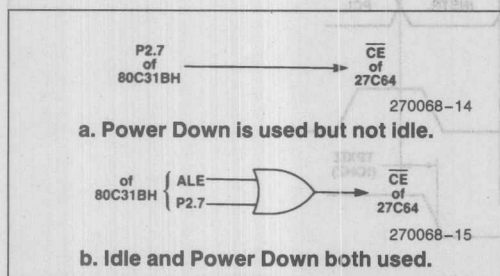 P2.7
of
80C31BH
CE
of
27C64
270068-14
a. Power Down is used but not idle.
of
80C31BH
ALE
P2.7
CE
of
27C64
270068-15
b. Idle and Power Down both used.